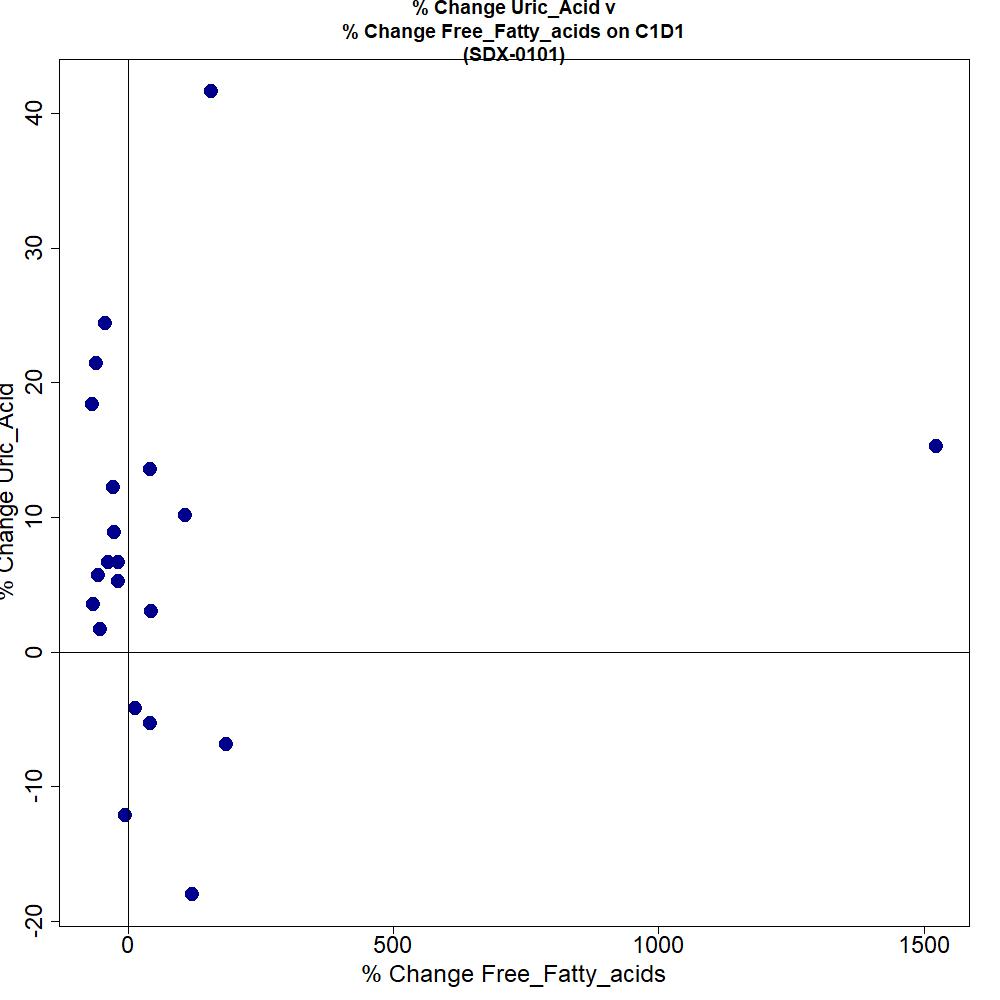 % Change Uric_Acid v
% Change Free_Fatty_acids on C1D1
(SDX-0101)
% Change Uric_Acid
40
30
20
10
0
-10
-20
0 500 1000 1500
% Change Free_Fatty_acids